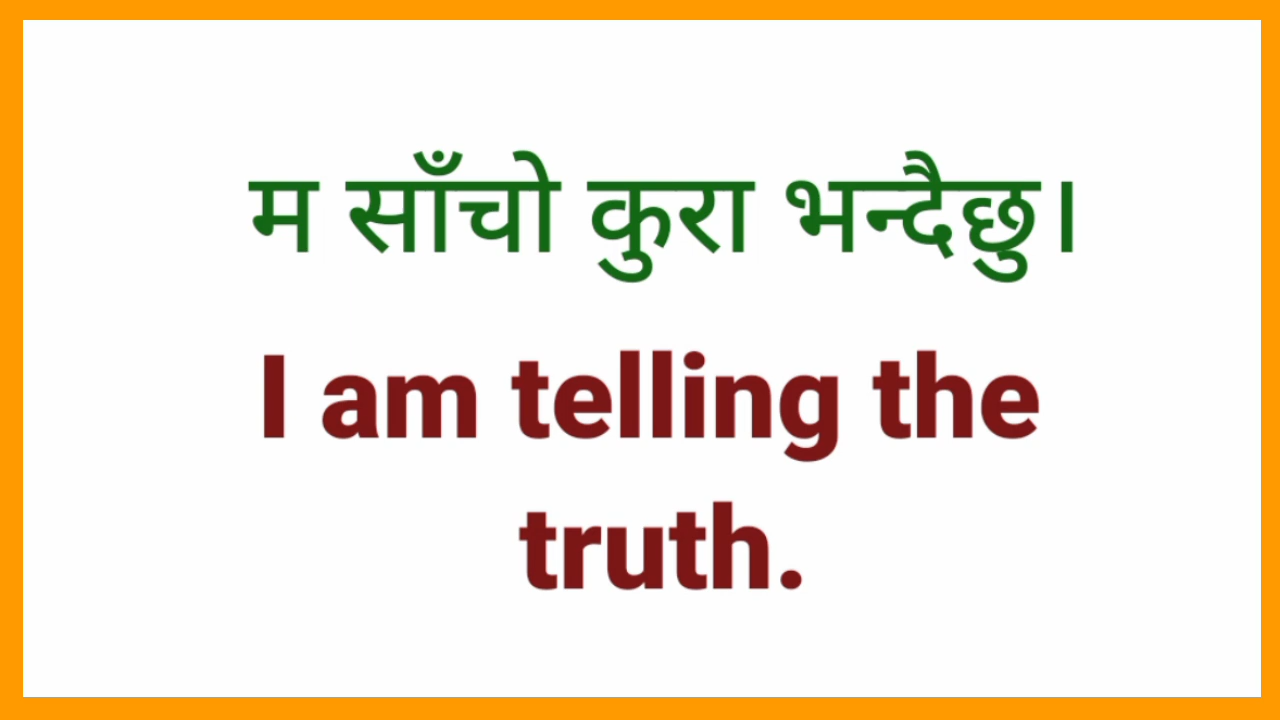 म साँचो कुरा भन्दैछु।
I am telling the
truth.